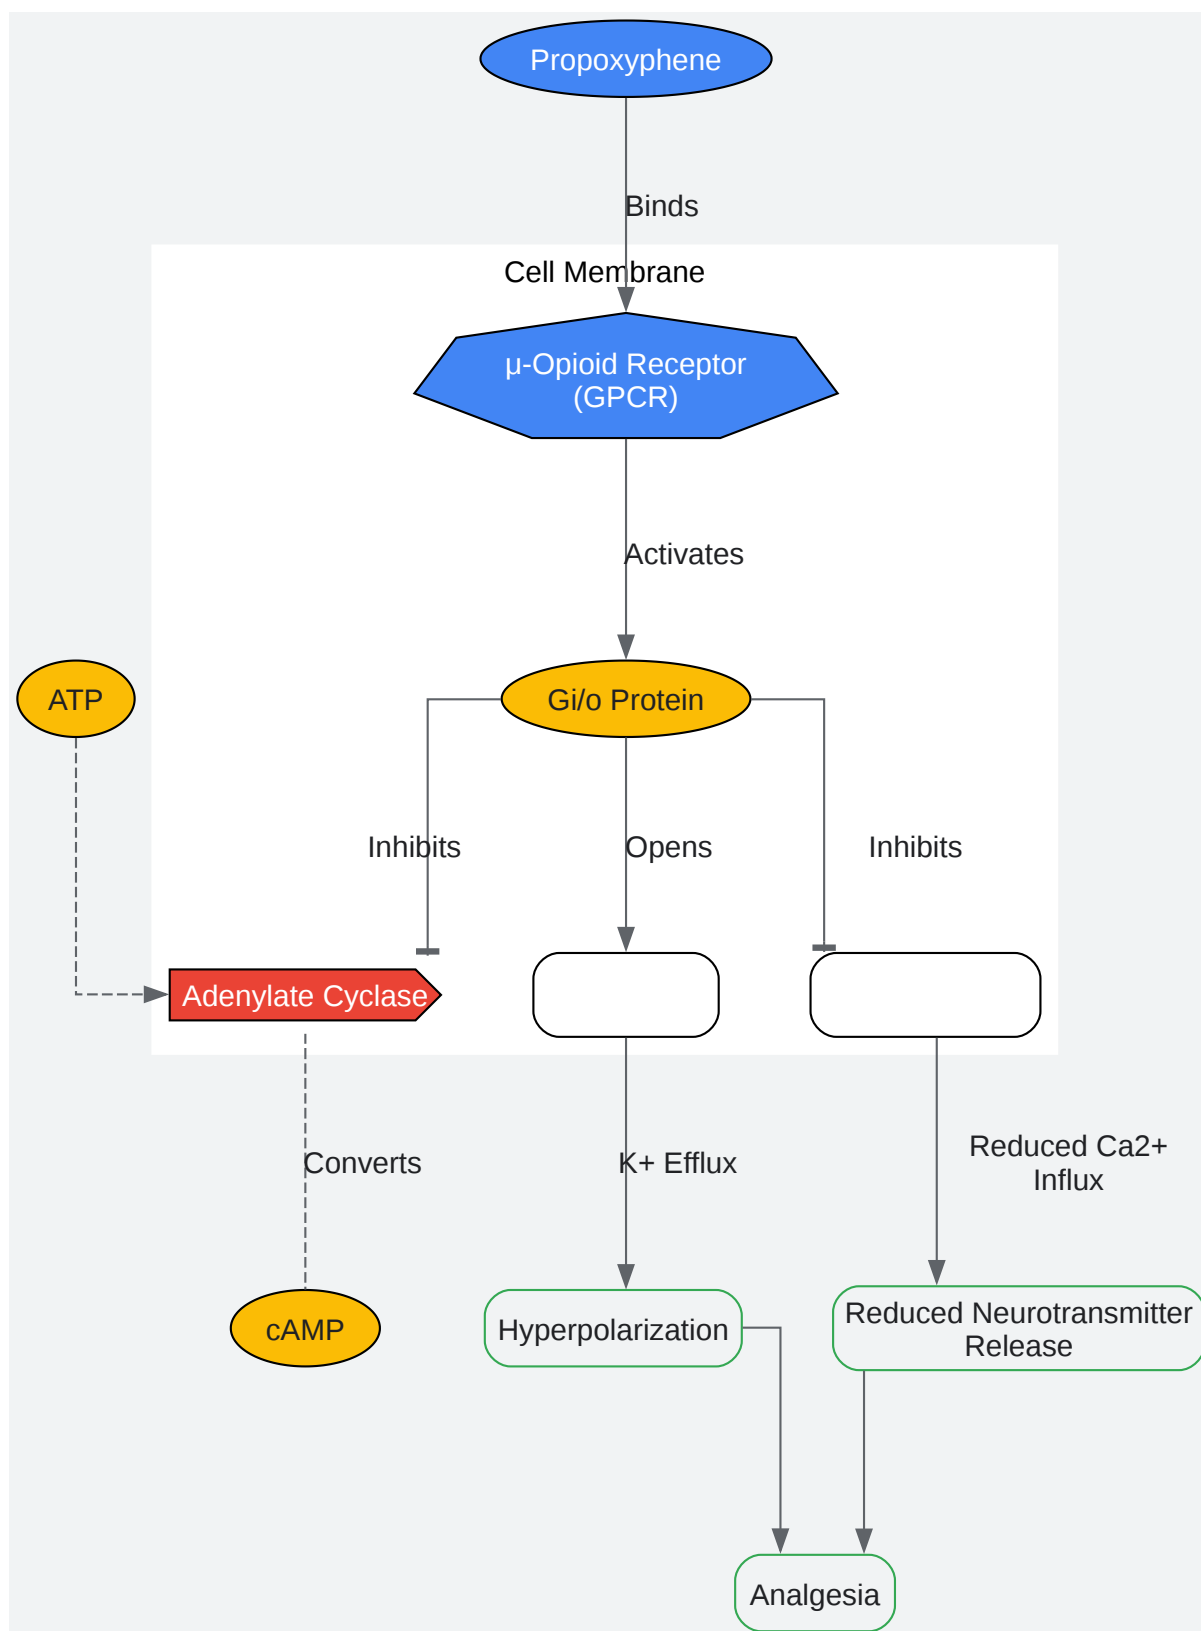 Propoxyphene
Binds
Cell Membrane
μ-Opioid Receptor
(GPCR)
Activates
ATP
Gi/o Protein
Inhibits
Opens
Inhibits
Adenylate Cyclase
Converts
K+ Efflux
Reduced Ca2+
Influx
cAMP
Hyperpolarization
Reduced Neurotransmitter
Release
Analgesia